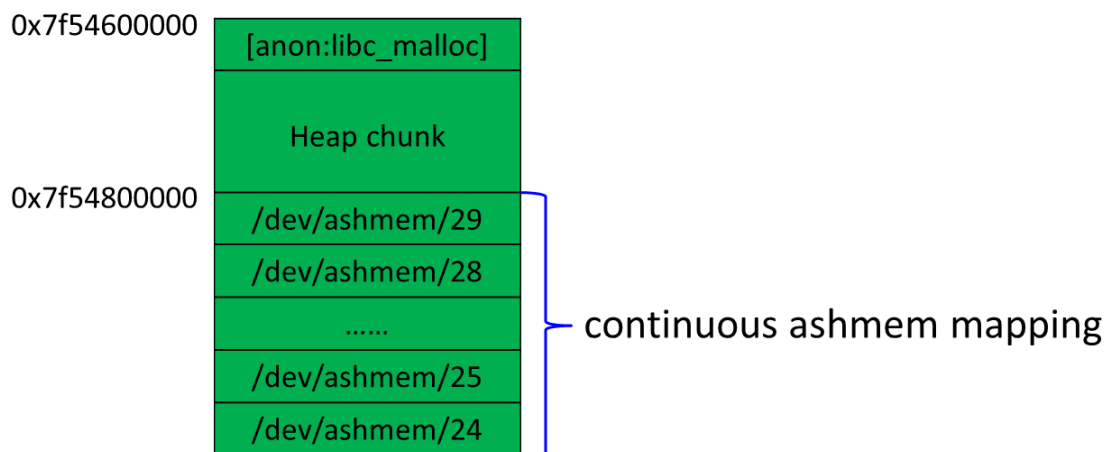 0x7f54600000
[anon:libc_malloc]
Heap chunk
0x7f54800000
/dev/ashmem/29
/dev/ashmem/28
......
/dev/ashmem/25
/dev/ashmem/24
continuous ashmem mapping